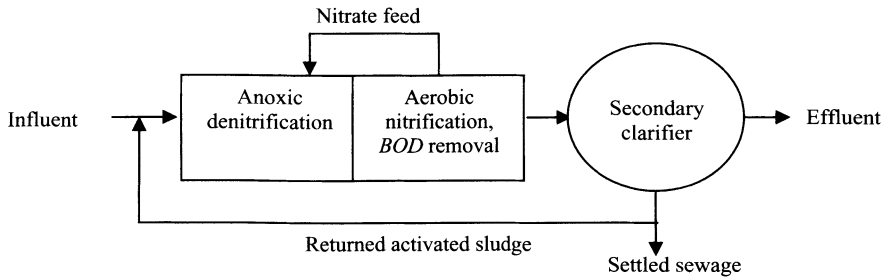 Nitrate feed
Influent
Anoxic
denitrification
Aerobic
nitrification,
BOD removal
Secondary
clarifier
Effluent
Returned activated sludge
Settled sewage